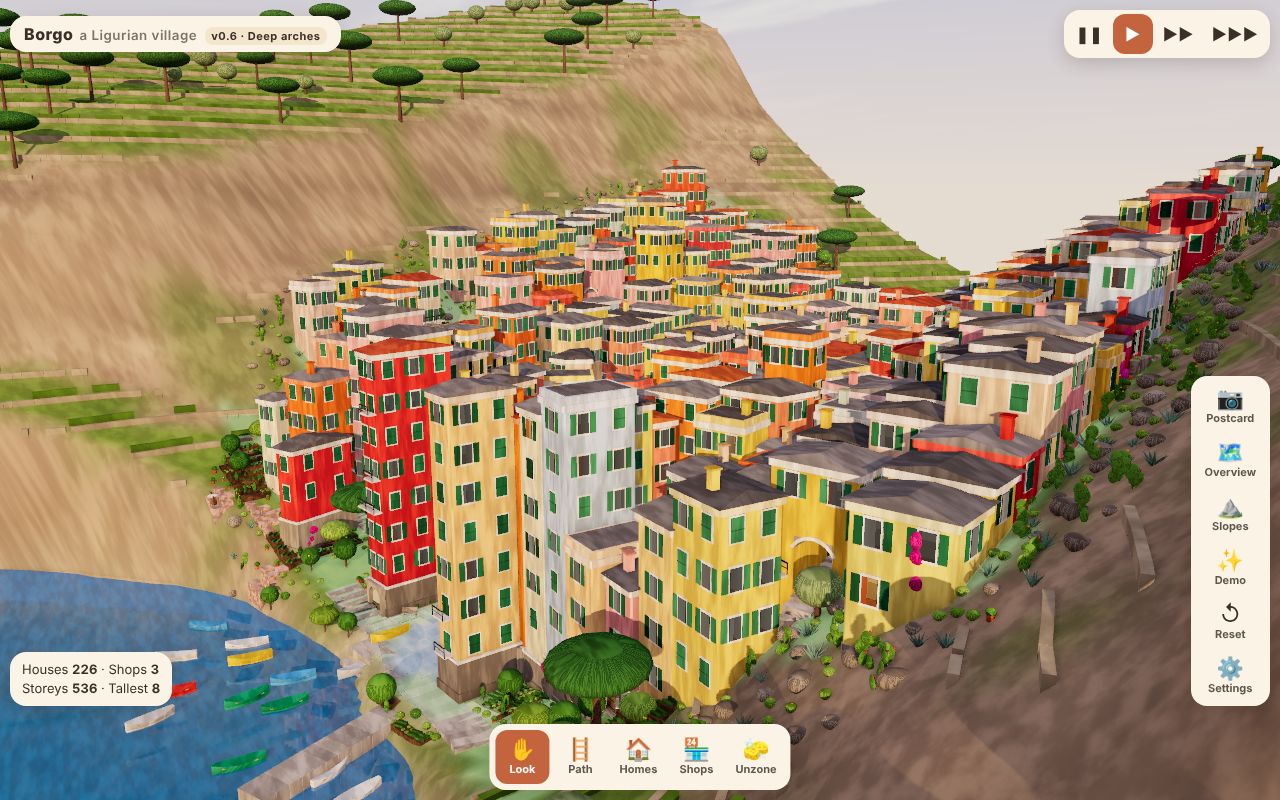 Borgo a Ligurian village v0.6 · Deep arches
Postcard
Overview
Slopes
Demo
Reset
Settings
Houses 226 · Shops 3
Storeys 536 · Tallest 8
24
Look
Path
Homes
Shops
Unzone